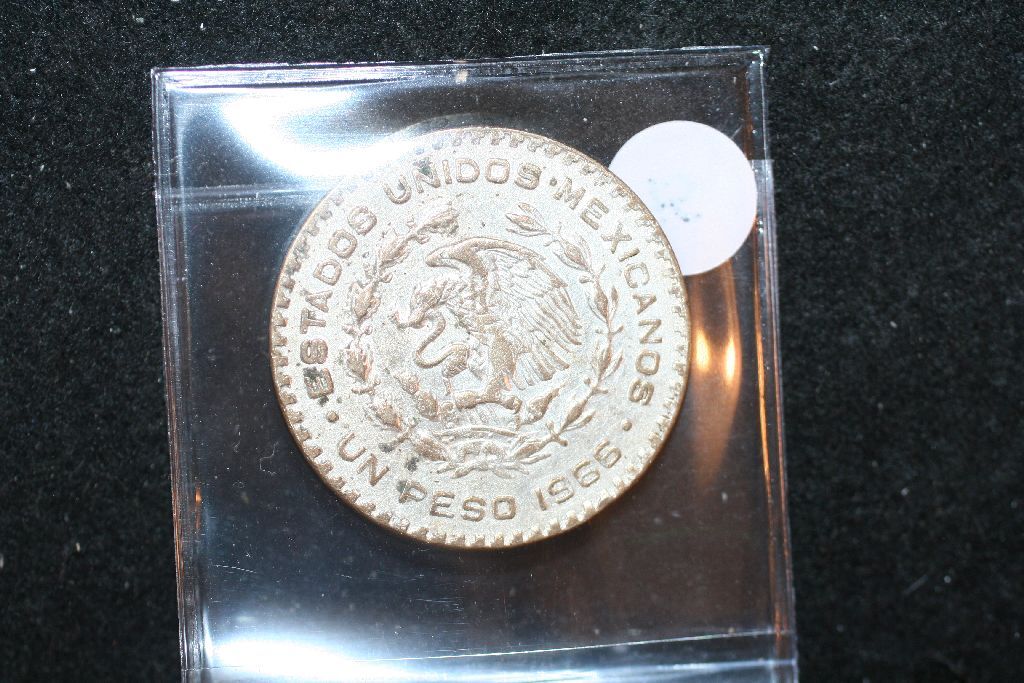 ESTADOS UNIDOS · MEXICANOS
· UN PESO 1966 ·